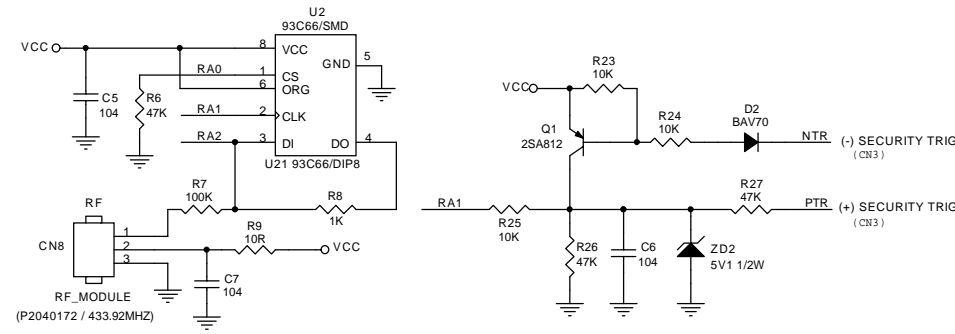 U2
93C66/SMD
VCC
8
VCC
5
GND
RA0
1
CS
6
ORG
C5
104
R6
47K
RA1
2
CLK
RA2
3
DI
DO
4
U21 93C66/DIP8
R7
100K
R8
1K
RF
CN8
1
2
3
R9
10R
VCC
C7
104
RF_MODULE
(P2040172 / 433.92MHZ)
R23
10K
VCC
Q1
2SA812
R24
10K
D2
BAV70
NTR
(-) SECURITY TRIG
(CN3)
RA1
R25
10K
R27
47K
PTR
(+) SECURITY TRIG
(CN3)
R26
47K
C6
104
ZD2
5V1 1/2W